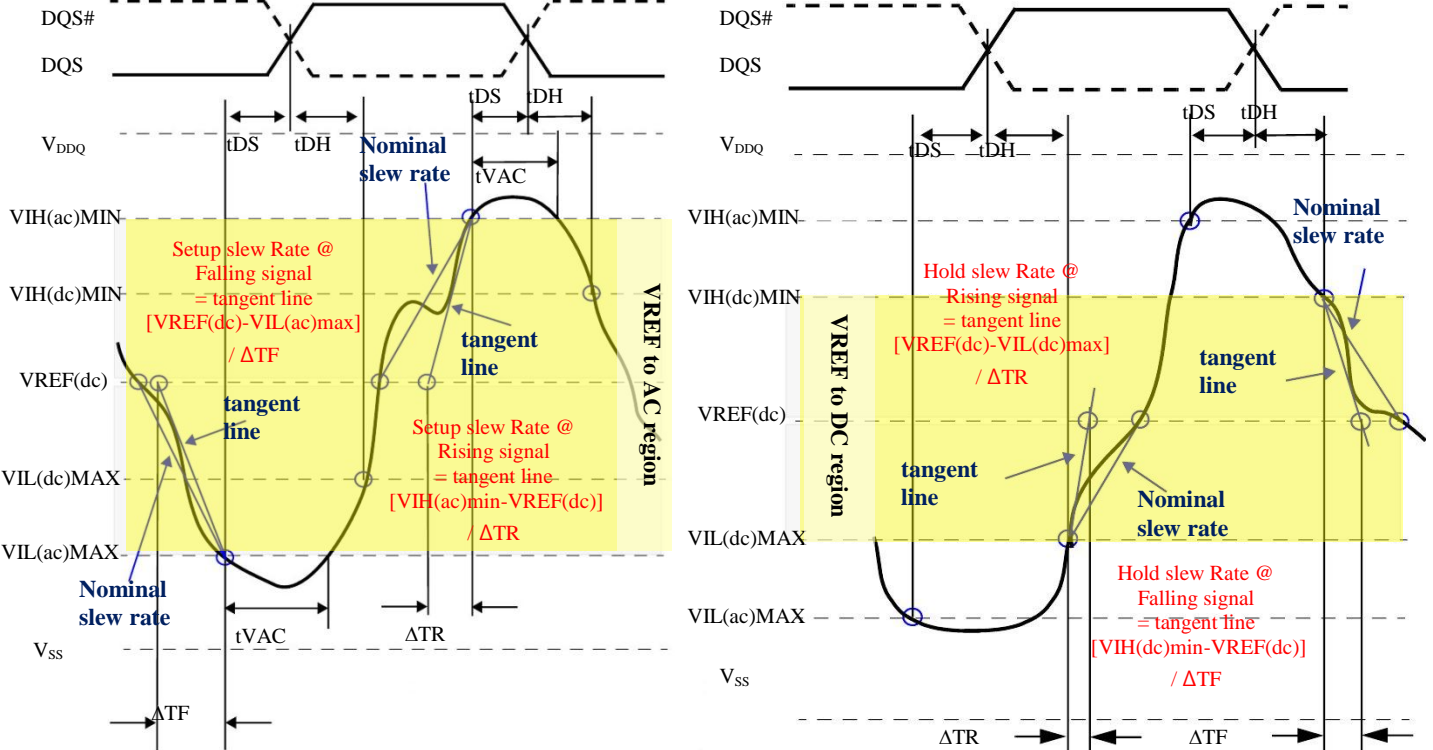 DQS#
DQS
tDS
tDH
tDS
tDH
VDDQ
Nominal
slew rate
tVAC
VIH(ac)MIN
Setup slew Rate @
Falling signal
= tangent line
[VREF(dc)-VIL(ac)max]
/ ΔTF
VIH(dc)MIN
VREF to AC region
tangent
line
VREF(dc)
tangent
line
Setup slew Rate @
Rising signal
= tangent line
[VIH(ac)min-VREF(dc)]
/ ΔTR
VIL(dc)MAX
VIL(ac)MAX
Nominal
slew rate
tVAC
ΔTR
VSS
ΔTF
DQS#
DQS
tDS
tDH
tDS
tDH
VDDQ
VIH(ac)MIN
Nominal
slew rate
Hold slew Rate @
Rising signal
= tangent line
[VREF(dc)-VIL(dc)max]
/ ΔTR
VIH(dc)MIN
VREF to DC region
tangent
line
VREF(dc)
tangent
line
Nominal
slew rate
VIL(dc)MAX
Hold slew Rate @
Falling signal
= tangent line
[VIH(dc)min-VREF(dc)]
/ ΔTF
VIL(ac)MAX
VSS
ΔTR
ΔTF